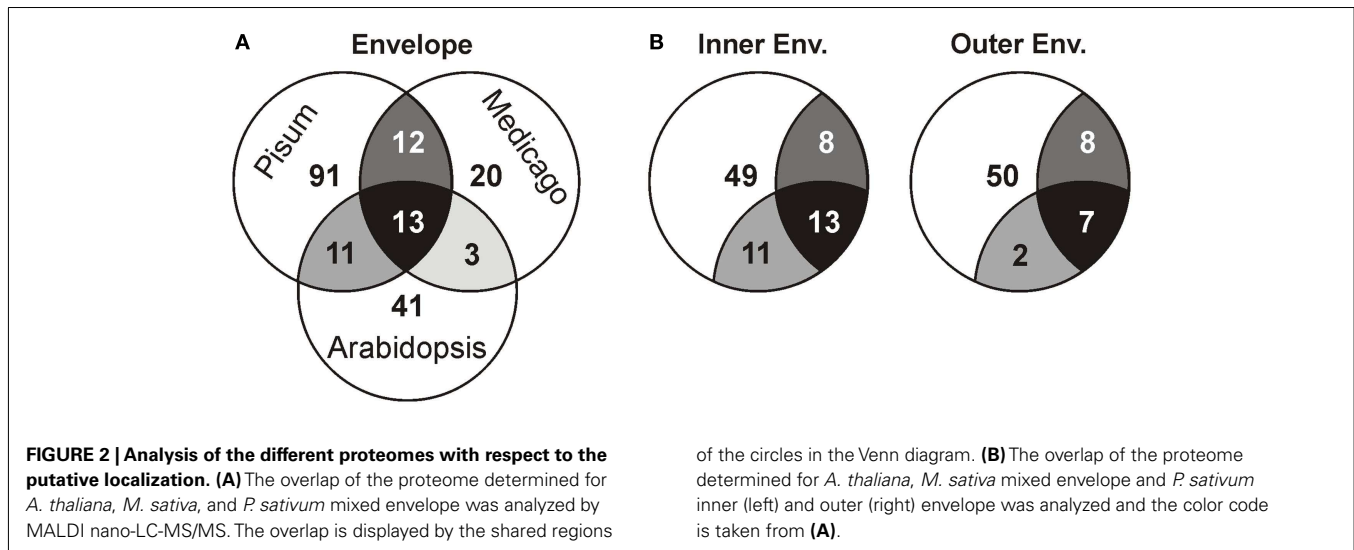 A
Envelope
B
Inner Env.
Outer Env.
Pisum
Medicago
91
12
20
13
11
3
41
Arabidopsis
49
8
13
11
50
8
7
2
FIGURE 2 | Analysis of the different proteomes with respect to the
putative localization. (A) The overlap of the proteome determined for
A. thaliana, M. sativa, and P. sativum mixed envelope was analyzed by
MALDI nano-LC-MS/MS. The overlap is displayed by the shared regions
of the circles in the Venn diagram. (B) The overlap of the proteome
determined for A. thaliana, M. sativa mixed envelope and P. sativum
inner (left) and outer (right) envelope was analyzed and the color code
is taken from (A).